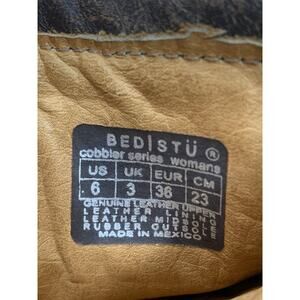 BED|STÜ ®
cobbler series womans
US UK EUR CM
6 3 36 23
GENUINE LEATHER UPPER
LEATHER LINING
LEATHER MIDSOLE
RUBBER OUTSOLE
MADE IN MEXICO